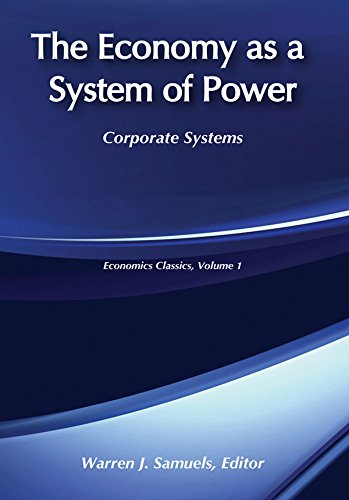 The Economy as a
System of Power
Corporate Systems
Economics Classics, Volume 1
Warren J. Samuels, Editor